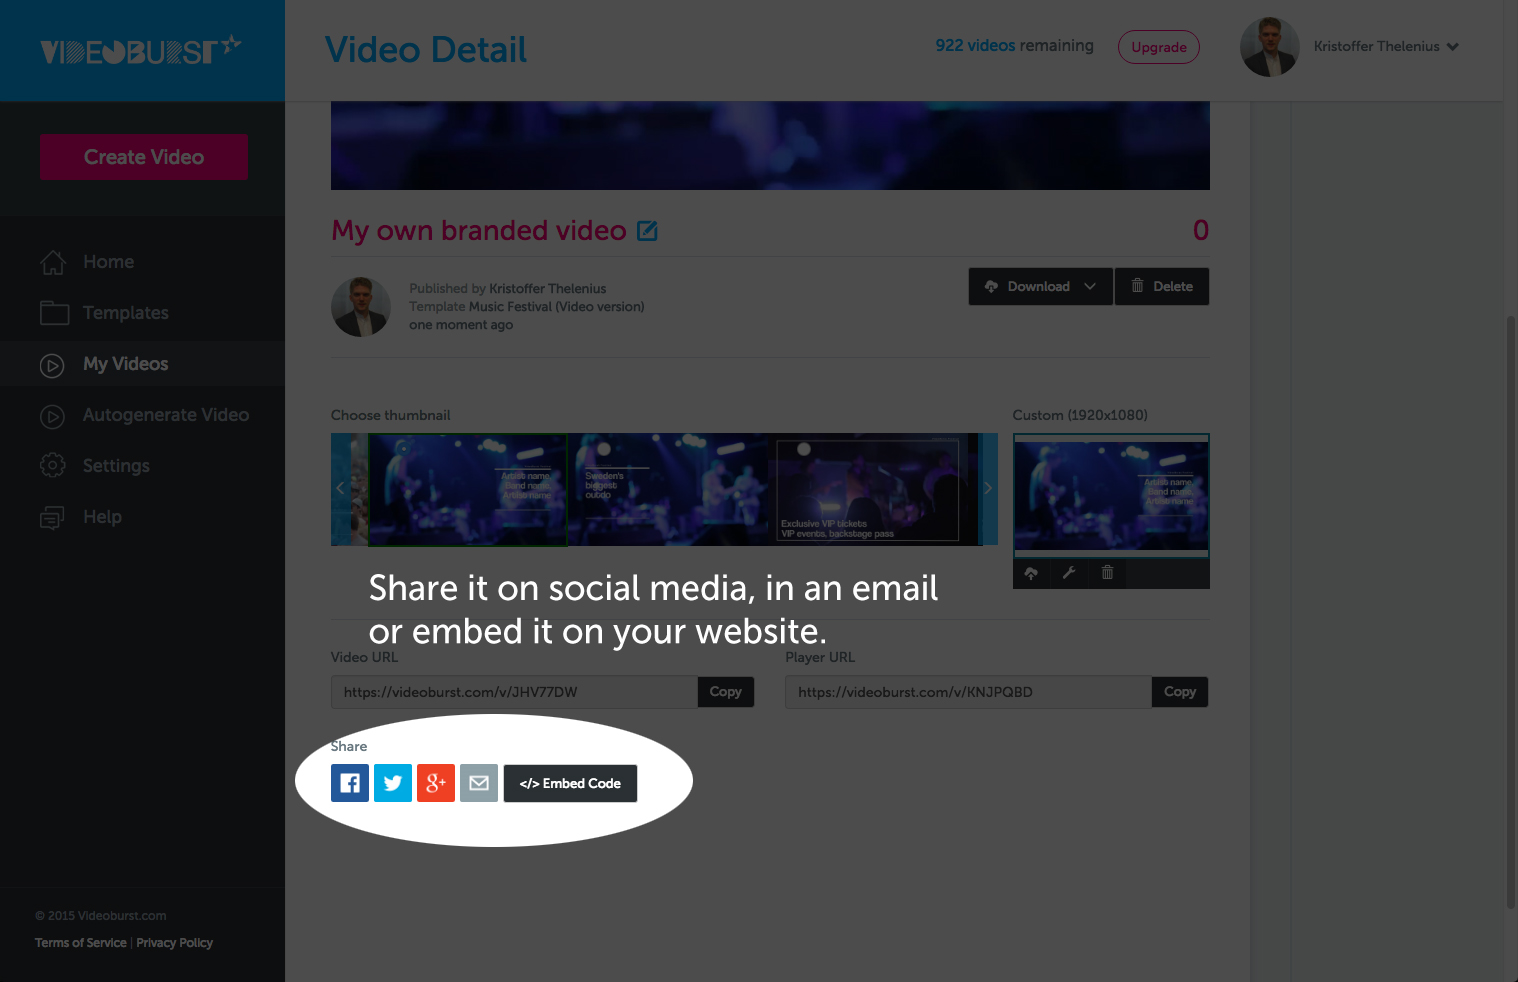 VIDEOBURST
Video Detail
922 videos remaining
Upgrade
Kristoffer Thelenius
Create Video
Home
Templates
My Videos
Autogenerate Video
Settings
Help
© 2015 Videoburst.com
Terms of Service | Privacy Policy
My own branded video
0
Published by Kristoffer Thelenius
Template Music Festival (Video version)
one moment ago
Download
Delete
Choose thumbnail
Custom (1920x1080)
Artist name,
Band name,
Artist name
Sweden's
biggest
outdo
Exclusive VIP tickets
VIP events, backstage pass
Artist name,
Band name,
Artist name
Share it on social media, in an email
or embed it on your website.
Video URL
https://videoburst.com/v/JHV77DW
Copy
Player URL
https://videoburst.com/v/KNJPQBD
Copy
Share
</> Embed Code